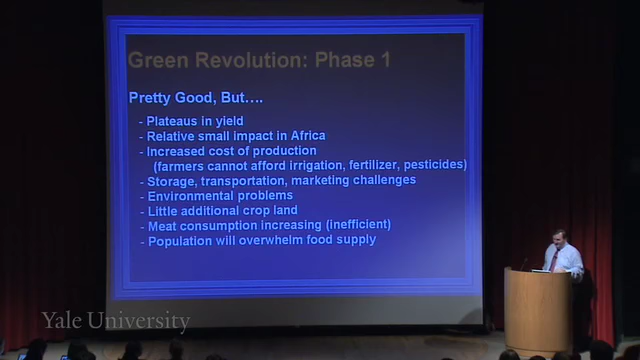 Green Revolution: Phase 1
Pretty Good, But....
- Plateaus in yield
- Relative small impact in Africa
- Increased cost of production
(farmers cannot afford irrigation, fertilizer, pesticides)
- Storage, transportation, marketing challenges
- Environmental problems
- Little additional crop land
- Meat consumption increasing (inefficient)
- Population will overwhelm food supply
Yale University